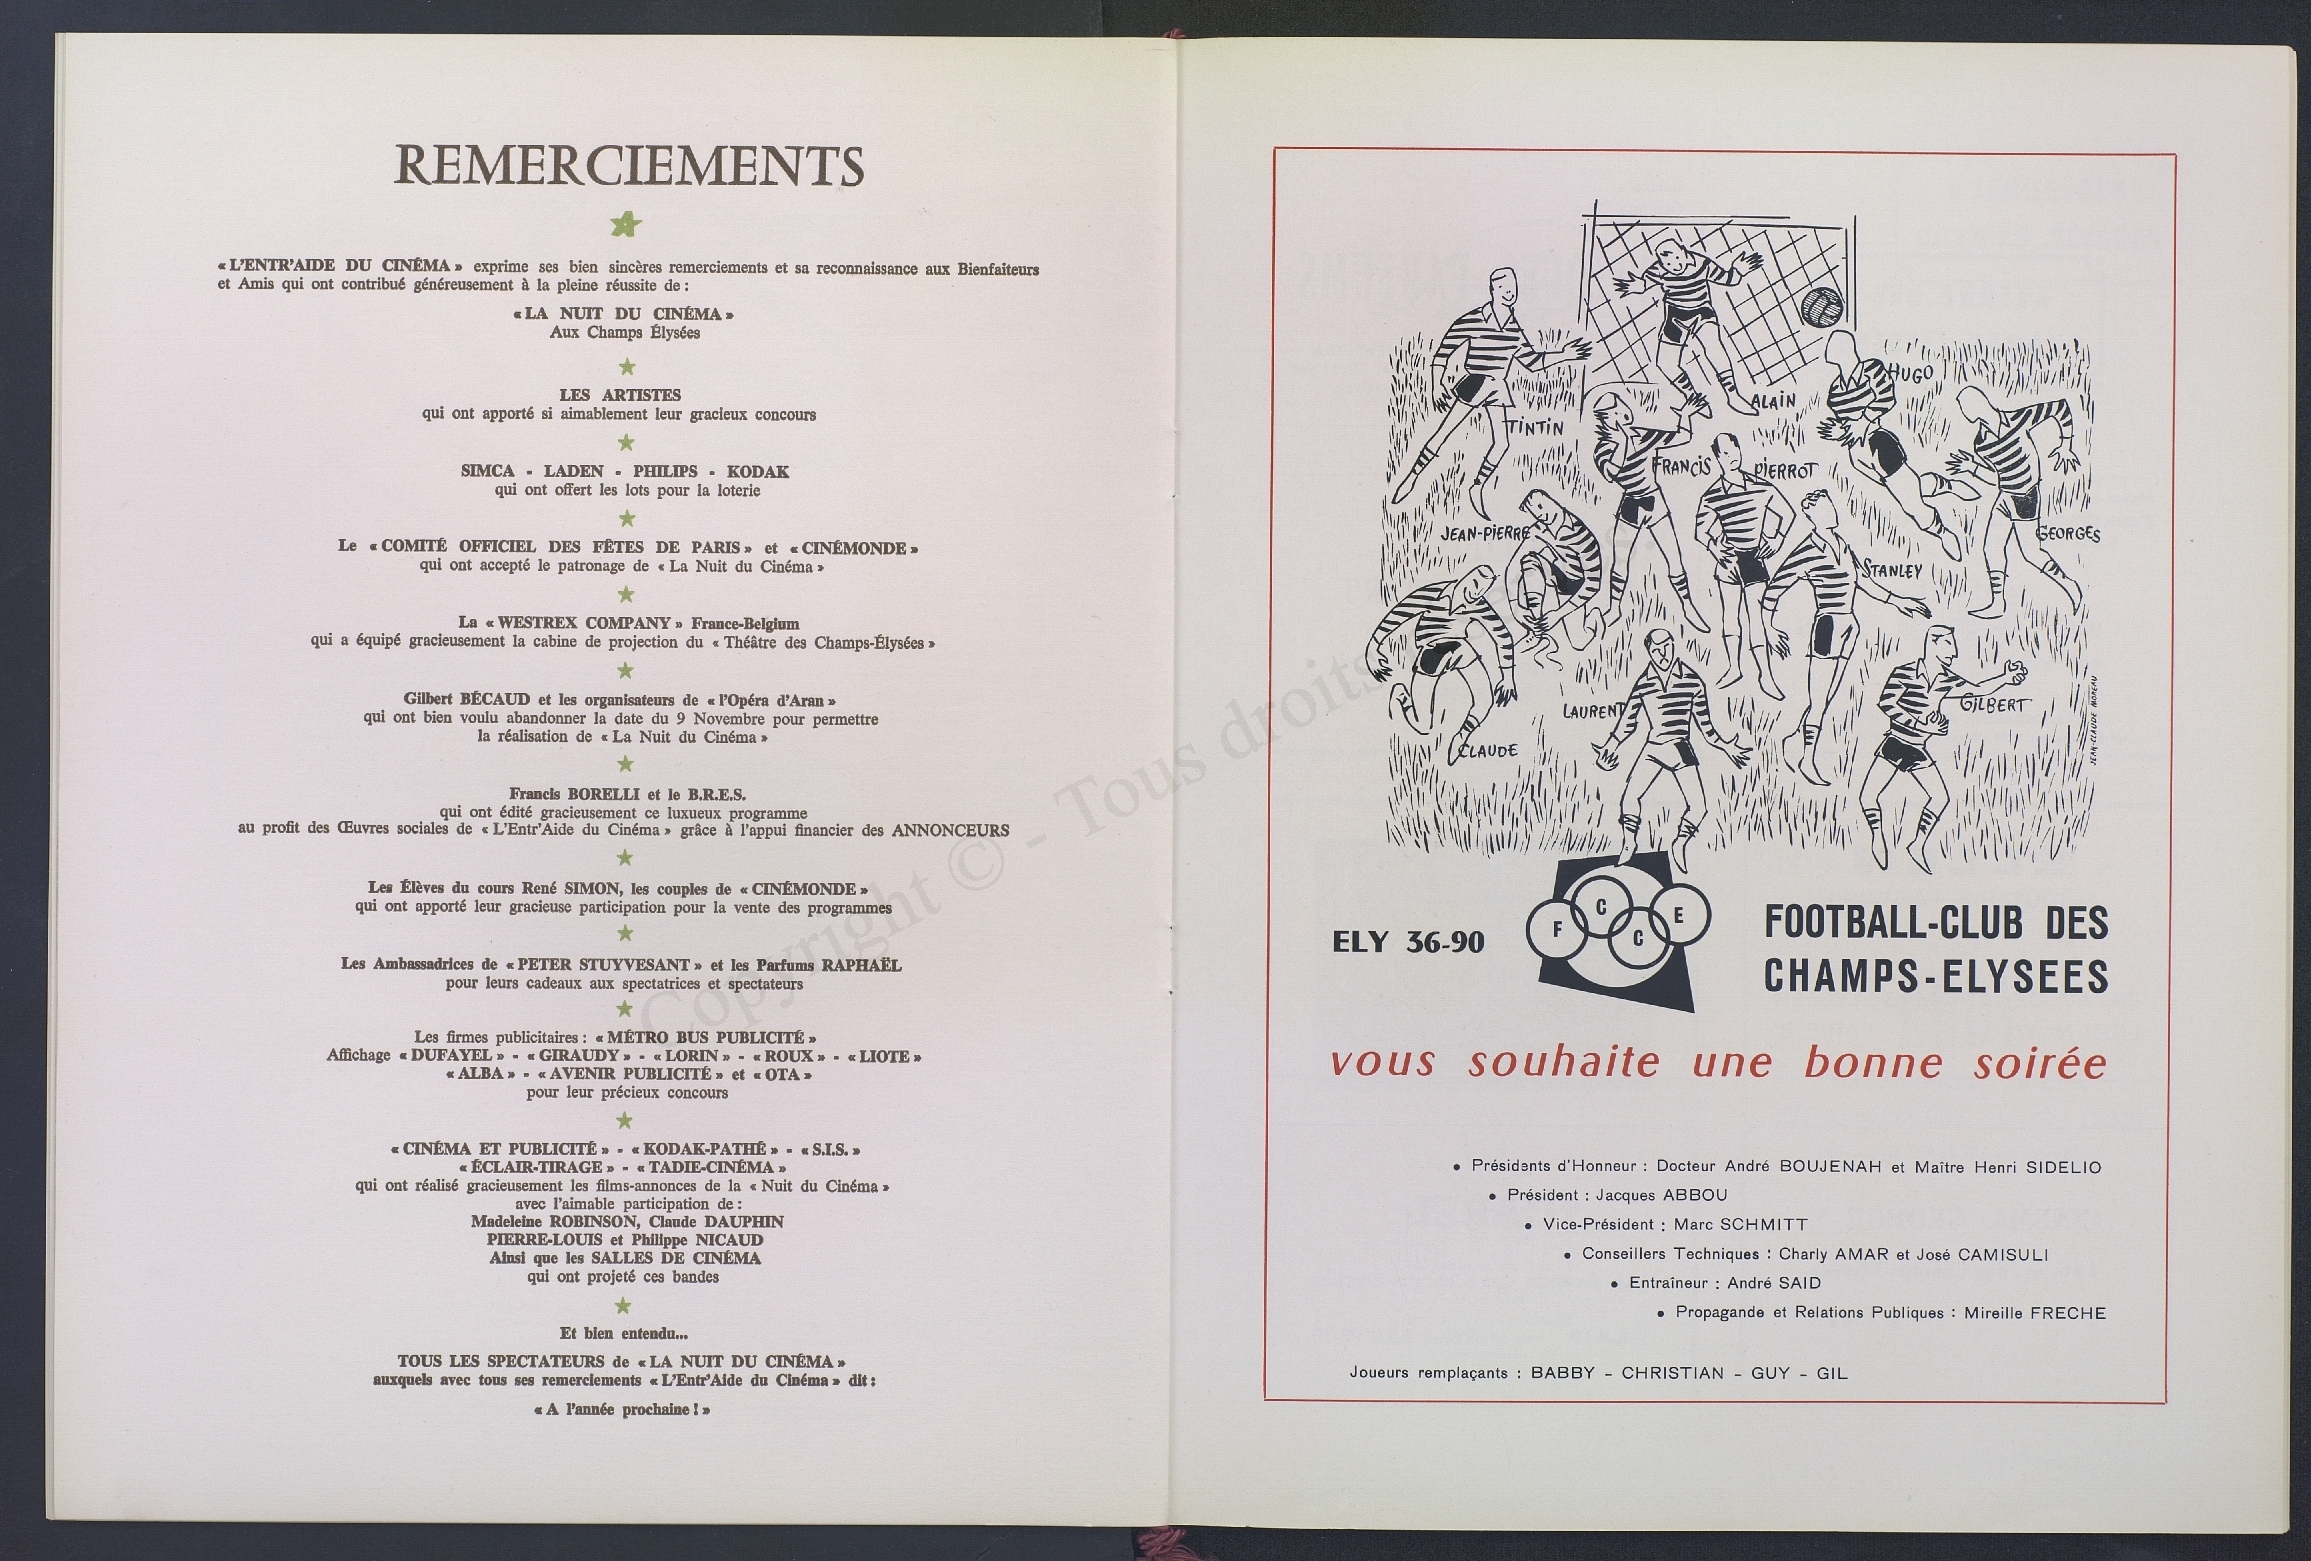 REMERCIEMENTS
« L'ENTR'AIDE DU CINÉMA » exprime ses bien sincères remerciements et sa reconnaissance aux Bienfaiteurs
et Amis qui ont contribué généreusement à la pleine réussite de :
« LA NUIT DU CINÉMA »
Aux Champs Élysées
LES ARTISTES
qui ont apporté si aimablement leur gracieux concours
SIMCA - LADEN - PHILIPS - KODAK
qui ont offert les lots pour la loterie
Le « COMITÉ OFFICIEL DES FÊTES DE PARIS » et « CINÉMONDE »
qui ont accepté le patronage de « La Nuit du Cinéma »
La « WESTREX COMPANY » France-Belgium
qui a équipé gracieusement la cabine de projection du « Théâtre des Champs-Élysées »
Gilbert BÉCAUD et les organisateurs de « l'Opéra d'Aran »
qui ont bien voulu abandonner la date du 9 Novembre pour permettre
la réalisation de « La Nuit du Cinéma »
Francis BORELLI et le B.R.E.S.
qui ont édité gracieusement ce luxueux programme
au profit des Œuvres sociales de « L'Entr'Aide du Cinéma » grâce à l'appui financier des ANNONCEURS
Les Élèves du cours René SIMON, les couples de « CINÉMONDE »
qui ont apporté leur gracieuse participation pour la vente des programmes
Les Ambassadrices de « PETER STUYVESANT » et les Parfums RAPHAËL
pour leurs cadeaux aux spectatrices et spectateurs
Les firmes publicitaires : « MÉTRO BUS PUBLICITÉ »
Affichage « DUFAYEL » - « GIRAUDY » - « LORIN » - « ROUX » - « LIOTE »
« ALBA » - « AVENIR PUBLICITÉ » et « OTA »
pour leur précieux concours
« CINÉMA ET PUBLICITÉ » - « KODAK-PATHÉ » - « S.I.S. »
« ÉCLAIR-TIRAGE » - « TADIE-CINÉMA »
qui ont réalisé gracieusement les films-annonces de la « Nuit du Cinéma »
avec l'aimable participation de :
Madeleine ROBINSON, Claude DAUPHIN
PIERRE-LOUIS et Philippe NICAUD
Ainsi que les SALLES DE CINÉMA
qui ont projeté ces bandes
Et bien entendu...
TOUS LES SPECTATEURS de « LA NUIT DU CINÉMA »
auxquels avec tous ses remerciements « L'Entr'Aide du Cinéma » dit :
« A l'année prochaine ! »
Copyright © - Tous droits
HUGO
ALAIN
TINTIN
FRANCIS
PIERROT
JEAN-PIERRE
GEORGES
STANLEY
LAURENT
GILBERT
CLAUDE
JEAN-CLAUDE MOREAU
F C C E
ELY 36-90
FOOTBALL-CLUB DES
CHAMPS-ELYSEES
vous souhaite une bonne soirée
• Présidents d'Honneur : Docteur André BOUJENAH et Maître Henri SIDELIO
• Président : Jacques ABBOU
• Vice-Président : Marc SCHMITT
• Conseillers Techniques : Charly AMAR et José CAMISULI
• Entraîneur : André SAID
• Propagande et Relations Publiques : Mireille FRECHE
Joueurs remplaçants : BABBY - CHRISTIAN - GUY - GIL